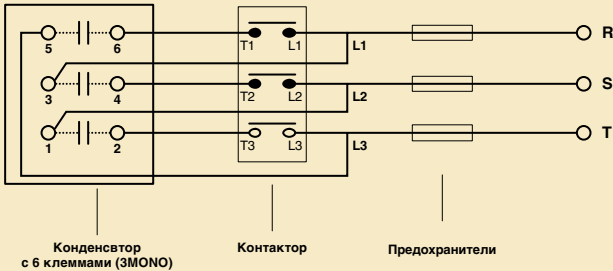 5 6 T1 L1 L1 R
3 4 T2 L2 L2 S
1 2 T3 L3 L3 T
Конденсвтор
с 6 клеммами (3MONO)
Контактор
Предохранители